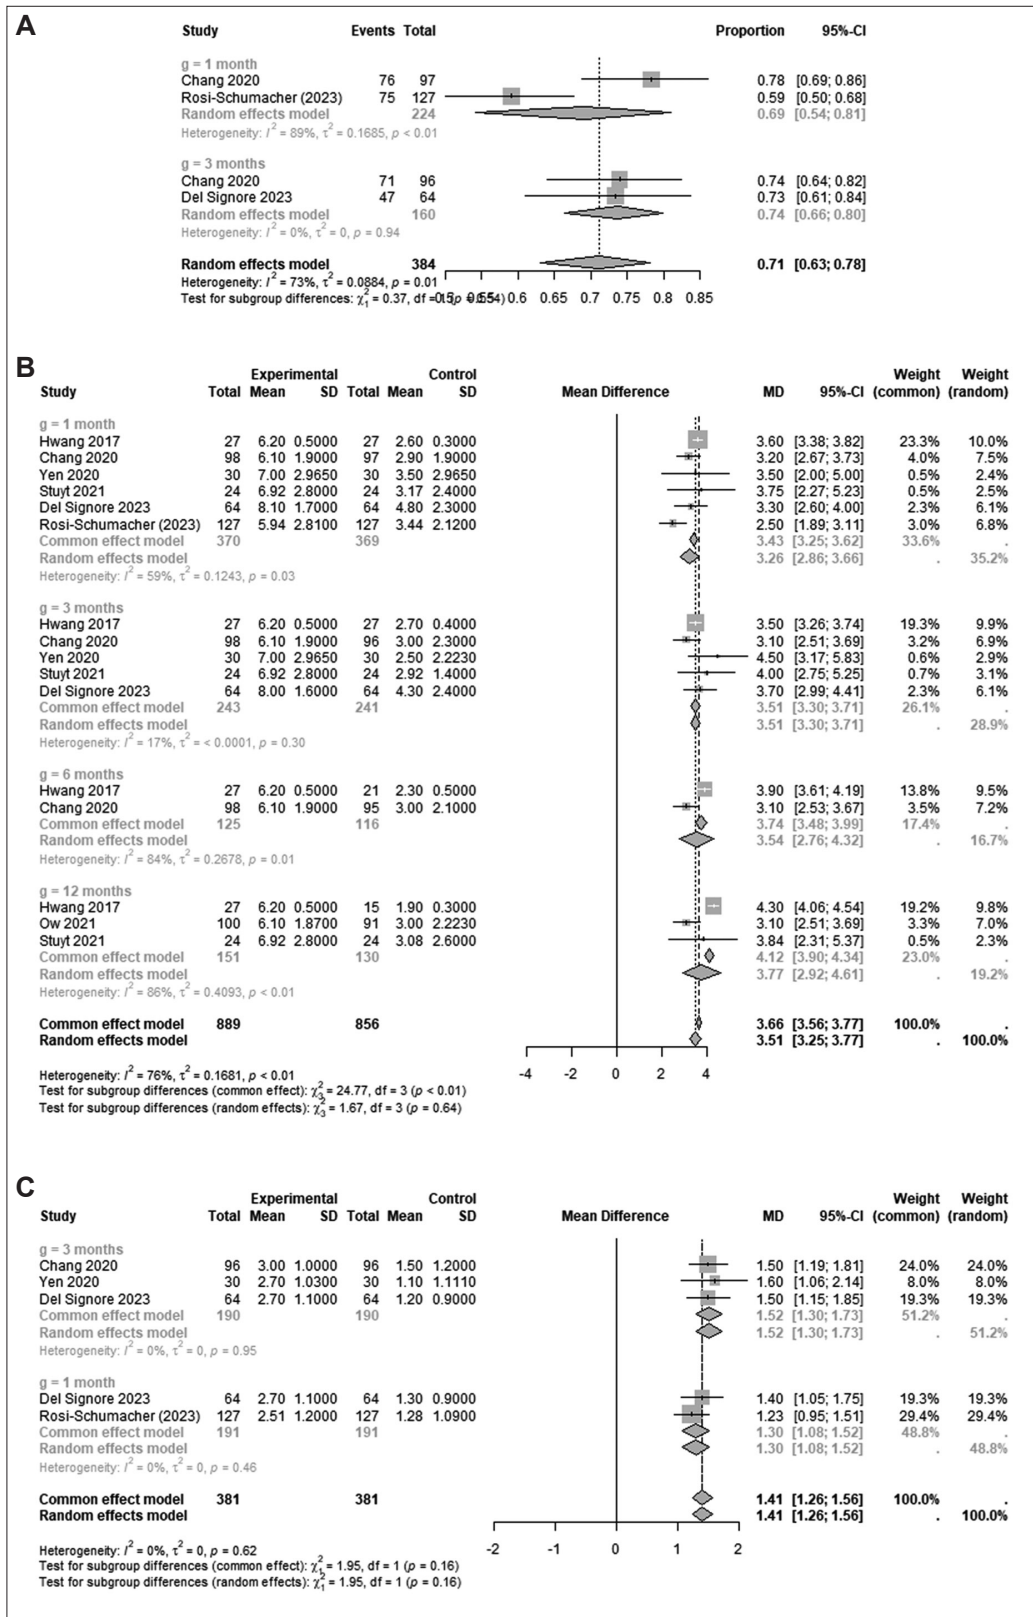 A
Study Events Total Proportion 95%-CI
g = 1 month
Chang 2020 76 97 0.78 [0.69; 0.86]
Rosi-Schumacher (2023) 75 127 0.59 [0.50; 0.68]
Random effects model 224 0.69 [0.54; 0.81]
Heterogeneity: I² = 89%, τ² = 0.1685, p < 0.01
g = 3 months
Chang 2020 71 96 0.74 [0.64; 0.82]
Del Signore 2023 47 64 0.73 [0.61; 0.84]
Random effects model 160 0.74 [0.66; 0.80]
Heterogeneity: I² = 0%, τ² = 0, p = 0.94
Random effects model 384 0.71 [0.63; 0.78]
Heterogeneity: I² = 73%, τ² = 0.0884, p = 0.01
Test for subgroup differences: χ²₁ = 0.37, df = 1 (p = 0.54) 0.6 0.65 0.7 0.75 0.8 0.85
B
Experimental Control Weight Weight
Study Total Mean SD Total Mean SD Mean Difference MD 95%-CI (common) (random)
g = 1 month
Hwang 2017 27 6.20 0.5000 27 2.60 0.3000 3.60 [3.38; 3.82] 23.3% 10.0%
Chang 2020 98 6.10 1.9000 97 2.90 1.9000 3.20 [2.67; 3.73] 4.0% 7.5%
Yen 2020 30 7.00 2.9650 30 3.50 2.9650 3.50 [2.00; 5.00] 0.5% 2.4%
Stuyt 2021 24 6.92 2.8000 24 3.17 2.4000 3.75 [2.27; 5.23] 0.5% 2.5%
Del Signore 2023 64 8.10 1.7000 64 4.80 2.3000 3.30 [2.60; 4.00] 2.3% 6.1%
Rosi-Schumacher (2023) 127 5.94 2.8100 127 3.44 2.1200 2.50 [1.89; 3.11] 3.0% 6.8%
Common effect model 370 369 3.43 [3.25; 3.62] 33.6% .
Random effects model 3.26 [2.86; 3.66] . 35.2%
Heterogeneity: I² = 59%, τ² = 0.1243, p = 0.03
g = 3 months
Hwang 2017 27 6.20 0.5000 27 2.70 0.4000 3.50 [3.26; 3.74] 19.3% 9.9%
Chang 2020 98 6.10 1.9000 96 3.00 2.3000 3.10 [2.51; 3.69] 3.2% 6.9%
Yen 2020 30 7.00 2.9650 30 2.50 2.2230 4.50 [3.17; 5.83] 0.6% 2.9%
Stuyt 2021 24 6.92 2.8000 24 2.92 1.4000 4.00 [2.75; 5.25] 0.7% 3.1%
Del Signore 2023 64 8.00 1.6000 64 4.30 2.4000 3.70 [2.99; 4.41] 2.3% 6.1%
Common effect model 243 241 3.51 [3.30; 3.71] 26.1% .
Random effects model 3.51 [3.30; 3.71] . 28.9%
Heterogeneity: I² = 17%, τ² = < 0.0001, p = 0.30
g = 6 months
Hwang 2017 27 6.20 0.5000 21 2.30 0.5000 3.90 [3.61; 4.19] 13.8% 9.5%
Chang 2020 98 6.10 1.9000 95 3.00 2.1000 3.10 [2.53; 3.67] 3.5% 7.2%
Common effect model 125 116 3.74 [3.48; 3.99] 17.4% .
Random effects model 3.54 [2.76; 4.32] . 16.7%
Heterogeneity: I² = 84%, τ² = 0.2678, p = 0.01
g = 12 months
Hwang 2017 27 6.20 0.5000 15 1.90 0.3000 4.30 [4.06; 4.54] 19.2% 9.8%
Ow 2021 100 6.10 1.8700 91 3.00 2.2230 3.10 [2.51; 3.69] 3.3% 7.0%
Stuyt 2021 24 6.92 2.8000 24 3.08 2.6000 3.84 [2.31; 5.37] 0.5% 2.3%
Common effect model 151 130 4.12 [3.90; 4.34] 23.0% .
Random effects model 3.77 [2.92; 4.61] . 19.2%
Heterogeneity: I² = 86%, τ² = 0.4093, p < 0.01
Common effect model 889 856 3.66 [3.56; 3.77] 100.0% .
Random effects model 3.51 [3.25; 3.77] . 100.0%
Heterogeneity: I² = 76%, τ² = 0.1681, p < 0.01
-4 -2 0 2 4
Test for subgroup differences (common effect): χ²₃ = 24.77, df = 3 (p < 0.01)
Test for subgroup differences (random effects): χ²₃ = 1.67, df = 3 (p = 0.64)
C
Experimental Control Weight Weight
Study Total Mean SD Total Mean SD Mean Difference MD 95%-CI (common) (random)
g = 3 months
Chang 2020 96 3.00 1.0000 96 1.50 1.2000 1.50 [1.19; 1.81] 24.0% 24.0%
Yen 2020 30 2.70 1.0300 30 1.10 1.1110 1.60 [1.06; 2.14] 8.0% 8.0%
Del Signore 2023 64 2.70 1.1000 64 1.20 0.9000 1.50 [1.15; 1.85] 19.3% 19.3%
Common effect model 190 190 1.52 [1.30; 1.73] 51.2% .
Random effects model 1.52 [1.30; 1.73] . 51.2%
Heterogeneity: I² = 0%, τ² = 0, p = 0.95
g = 1 month
Del Signore 2023 64 2.70 1.1000 64 1.30 0.9000 1.40 [1.05; 1.75] 19.3% 19.3%
Rosi-Schumacher (2023) 127 2.51 1.2000 127 1.28 1.0900 1.23 [0.95; 1.51] 29.4% 29.4%
Common effect model 191 191 1.30 [1.08; 1.52] 48.8% .
Random effects model 1.30 [1.08; 1.52] . 48.8%
Heterogeneity: I² = 0%, τ² = 0, p = 0.46
Common effect model 381 381 1.41 [1.26; 1.56] 100.0% .
Random effects model 1.41 [1.26; 1.56] . 100.0%
Heterogeneity: I² = 0%, τ² = 0, p = 0.62
-2 -1 0 1 2
Test for subgroup differences (common effect): χ²₁ = 1.95, df = 1 (p = 0.16)
Test for subgroup differences (random effects): χ²₁ = 1.95, df = 1 (p = 0.16)